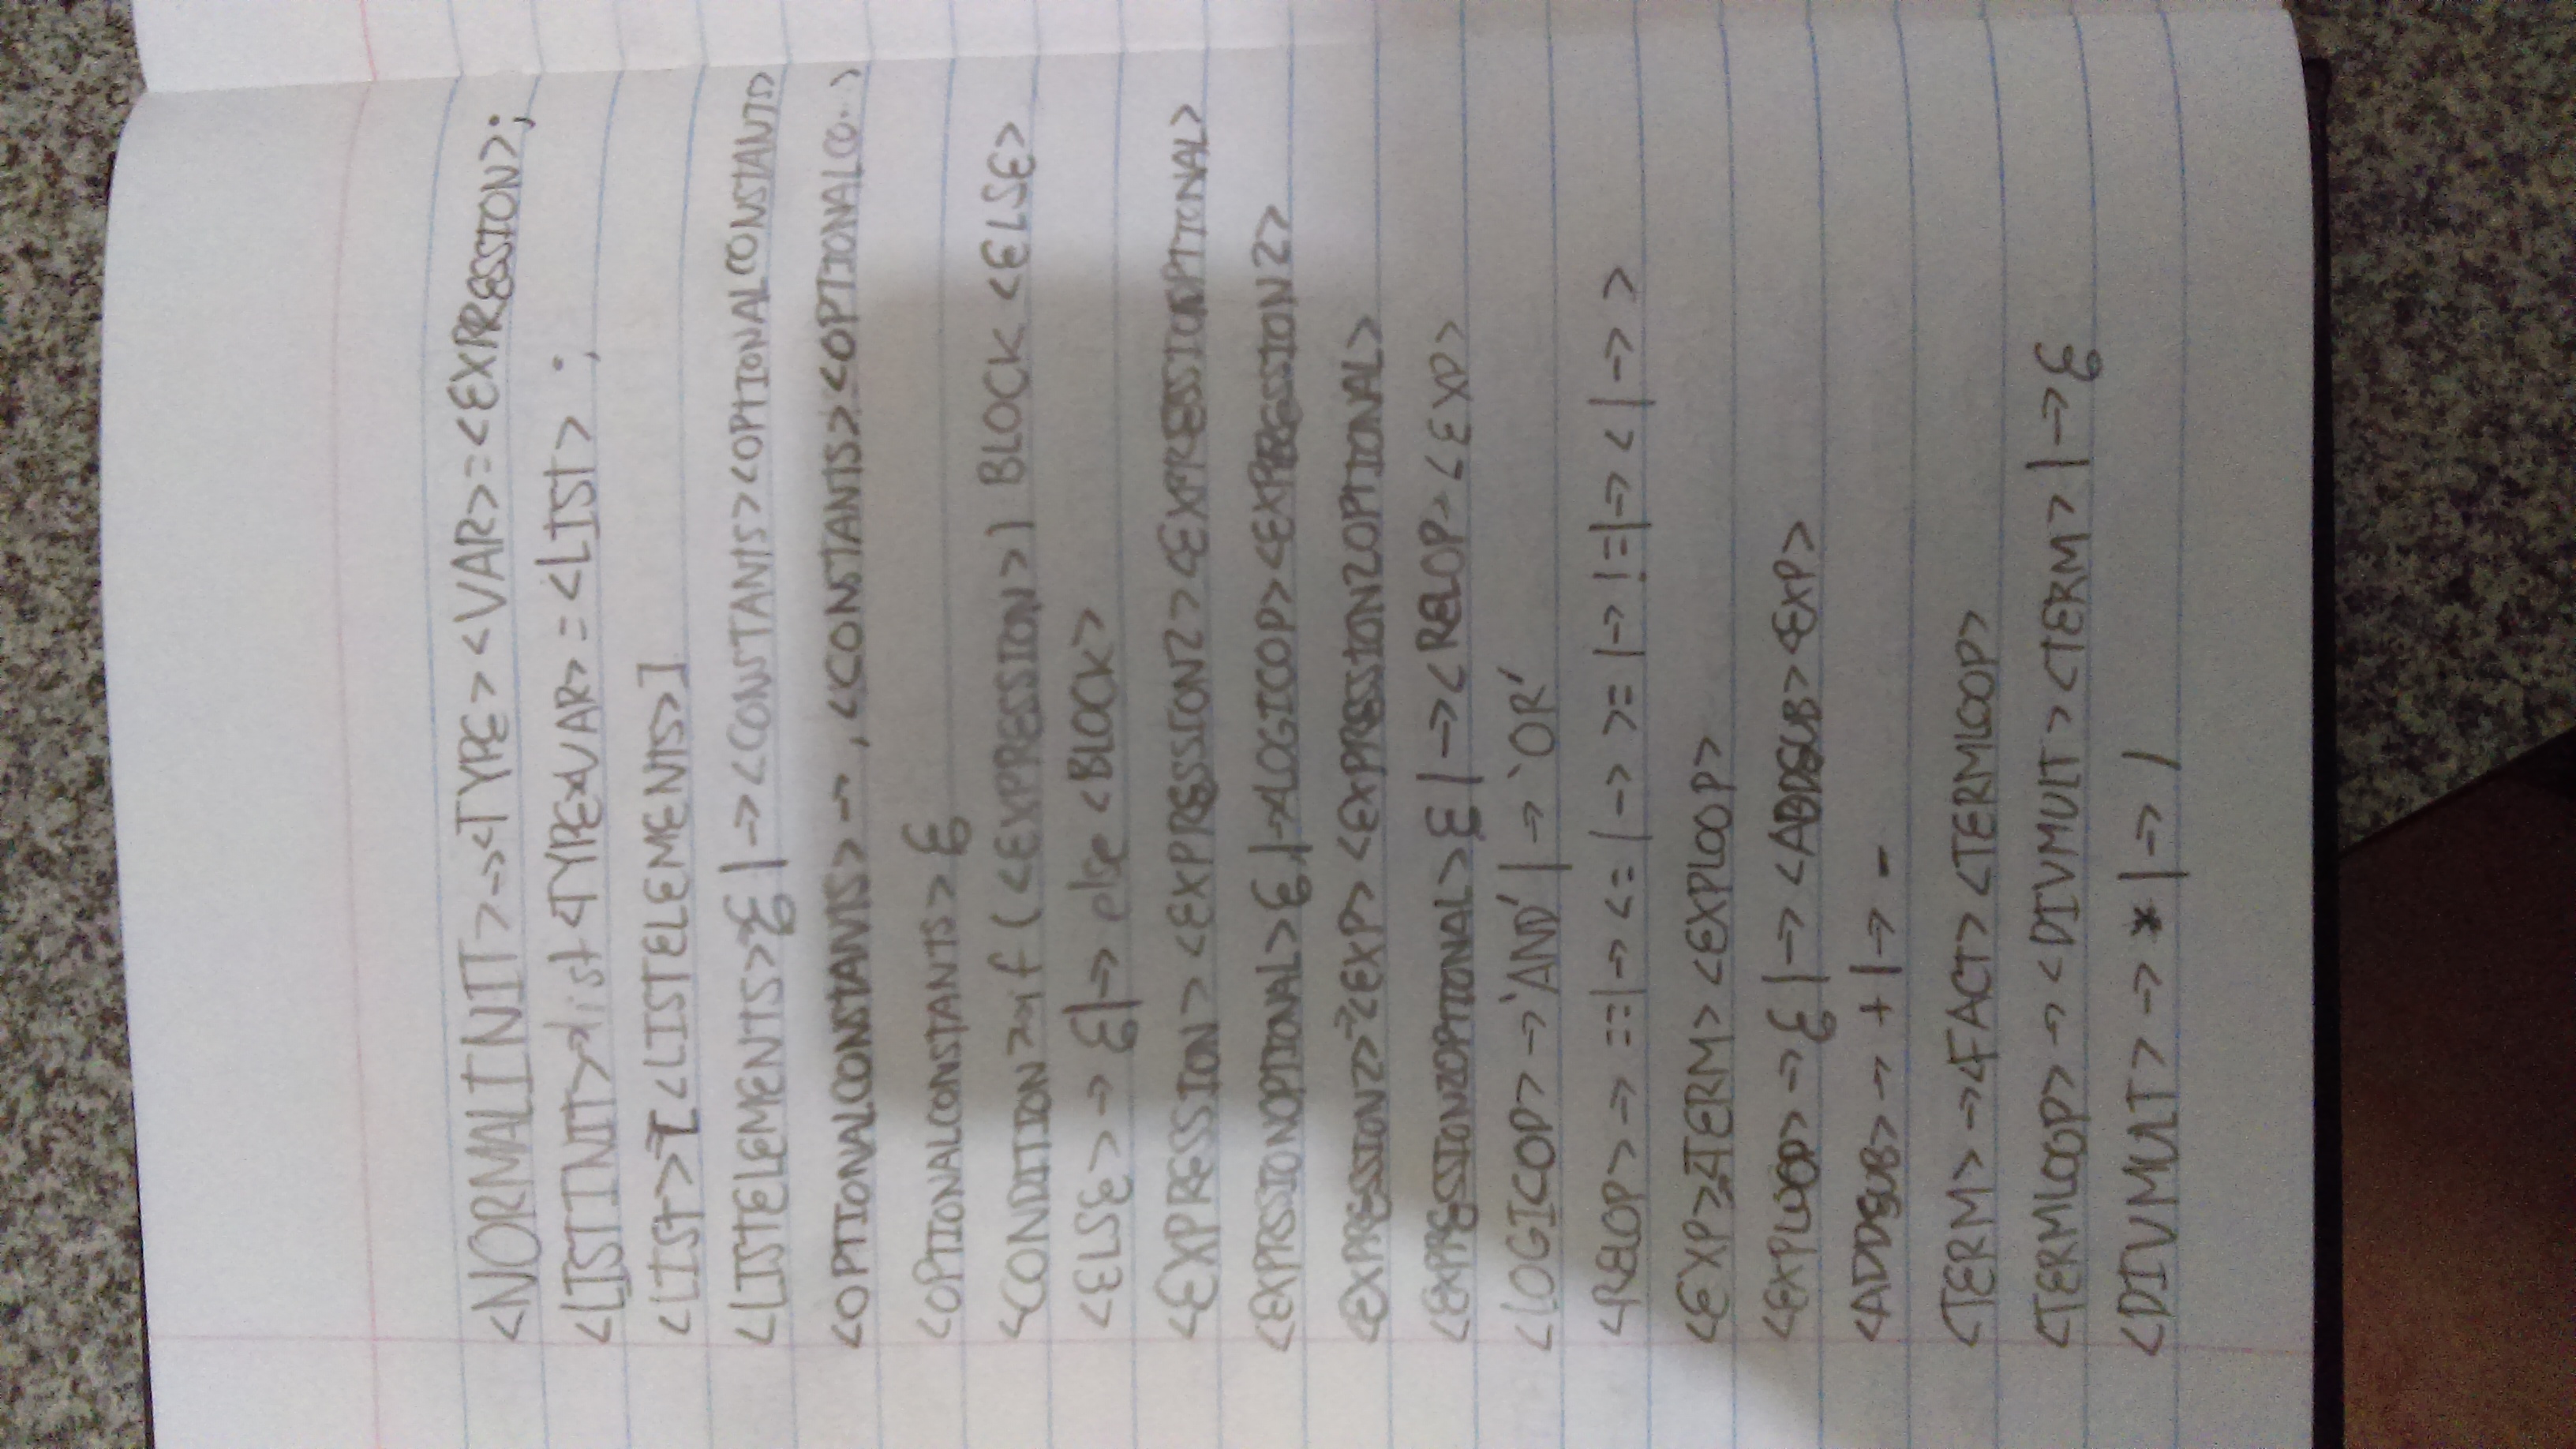 <NORMALINIT> → <TYPE> <VAR> = <EXPRESSION>;
<LISTINIT> → list <TYPE> <VAR> = <LIST> ;
<LIST> → [ <LISTELEMENTS> ]
<LISTELEMENTS> → ε | → <CONSTANTS> <OPTIONALCONSTANTS>
<OPTIONALCONSTANTS> → , <CONSTANTS> <OPTIONALCO...>
<OPTIONALCONSTANTS> ε
<CONDITION> → if ( <EXPRESSION> ) BLOCK <ELSE>
<ELSE> → ε | → else <BLOCK>
<EXPRESSION> → <EXPRESSION2> <EXPRESSIONOPTIONAL>
<EXPRSSIONOPTIONAL> ε | → <LOGICOP> <EXPRESSION2>
<EXPRESSION2> → <EXP> <EXPRESSION2OPTIONAL>
<EXPRESSION2OPTIONAL> ε | → <RELOP> <EXP>
<LOGICOP> → 'AND' | → 'OR'
<RELOP> → == | → <= | → >= | → != | → < | → >
<EXP> → <TERM> <EXPLOOP>
<EXPLOOP> → ε | → <ADDSUB> <EXP>
<ADDSUB> → + | → -
<TERM> → <FACT> <TERMLOOP>
<TERMLOOP> → <DIVMULT> <TERM> | → ε
<DIVMULT> → * | → /